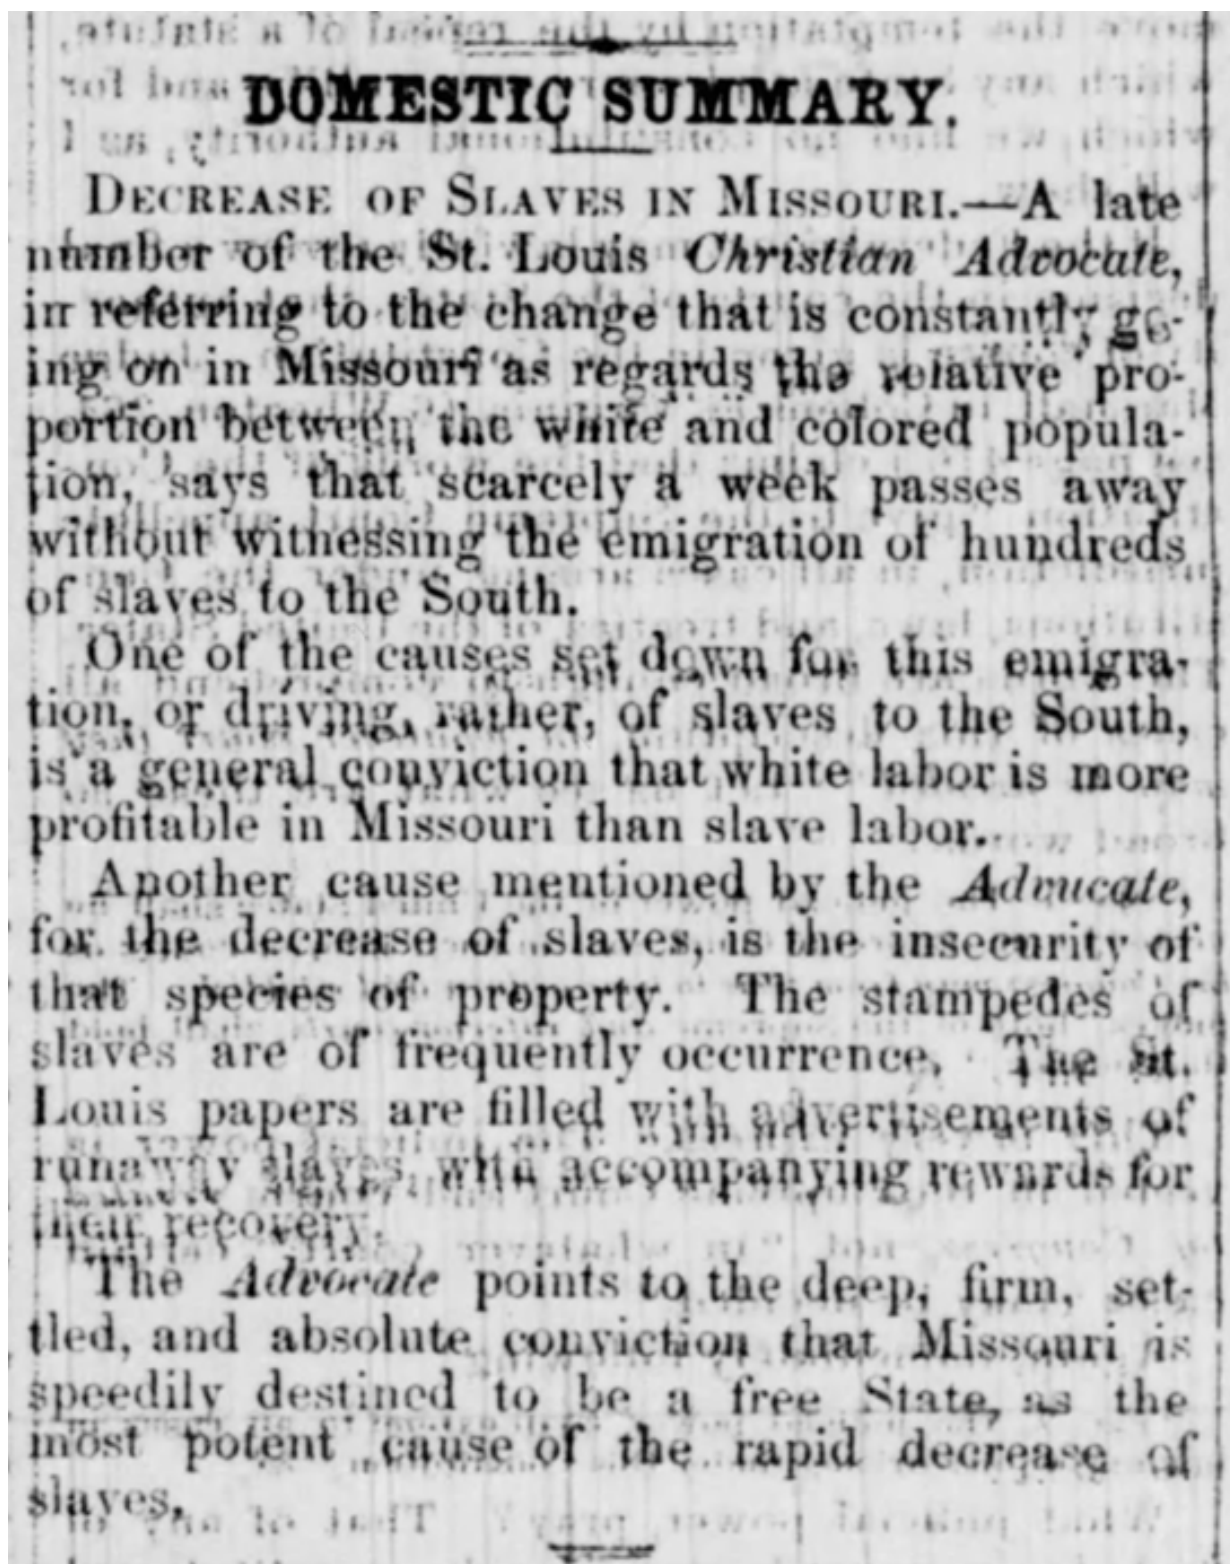 DOMESTIC SUMMARY.
DECREASE OF SLAVES IN MISSOURI.—A late
number of the St. Louis Christian Advocate,
in referring to the change that is constantly go-
ing on in Missouri as regards the relative pro-
portion between the white and colored popula-
tion, says that scarcely a week passes away
without witnessing the emigration of hundreds
of slaves to the South.
One of the causes set down for this emigra-
tion, or driving, rather, of slaves to the South,
is a general conviction that white labor is more
profitable in Missouri than slave labor.
Another cause mentioned by the Advucate,
for the decrease of slaves, is the insecurity of
that species of property. The stampedes of
slaves are of frequently occurrence. The St.
Louis papers are filled with advertisements of
runaway slaves with accompanying rewards for
their recovery.
The Advocate points to the deep, firm, set-
tled, and absolute conviction that Missouri is
speedily destined to be a free State, as the
most potent cause of the rapid decrease of
slaves.